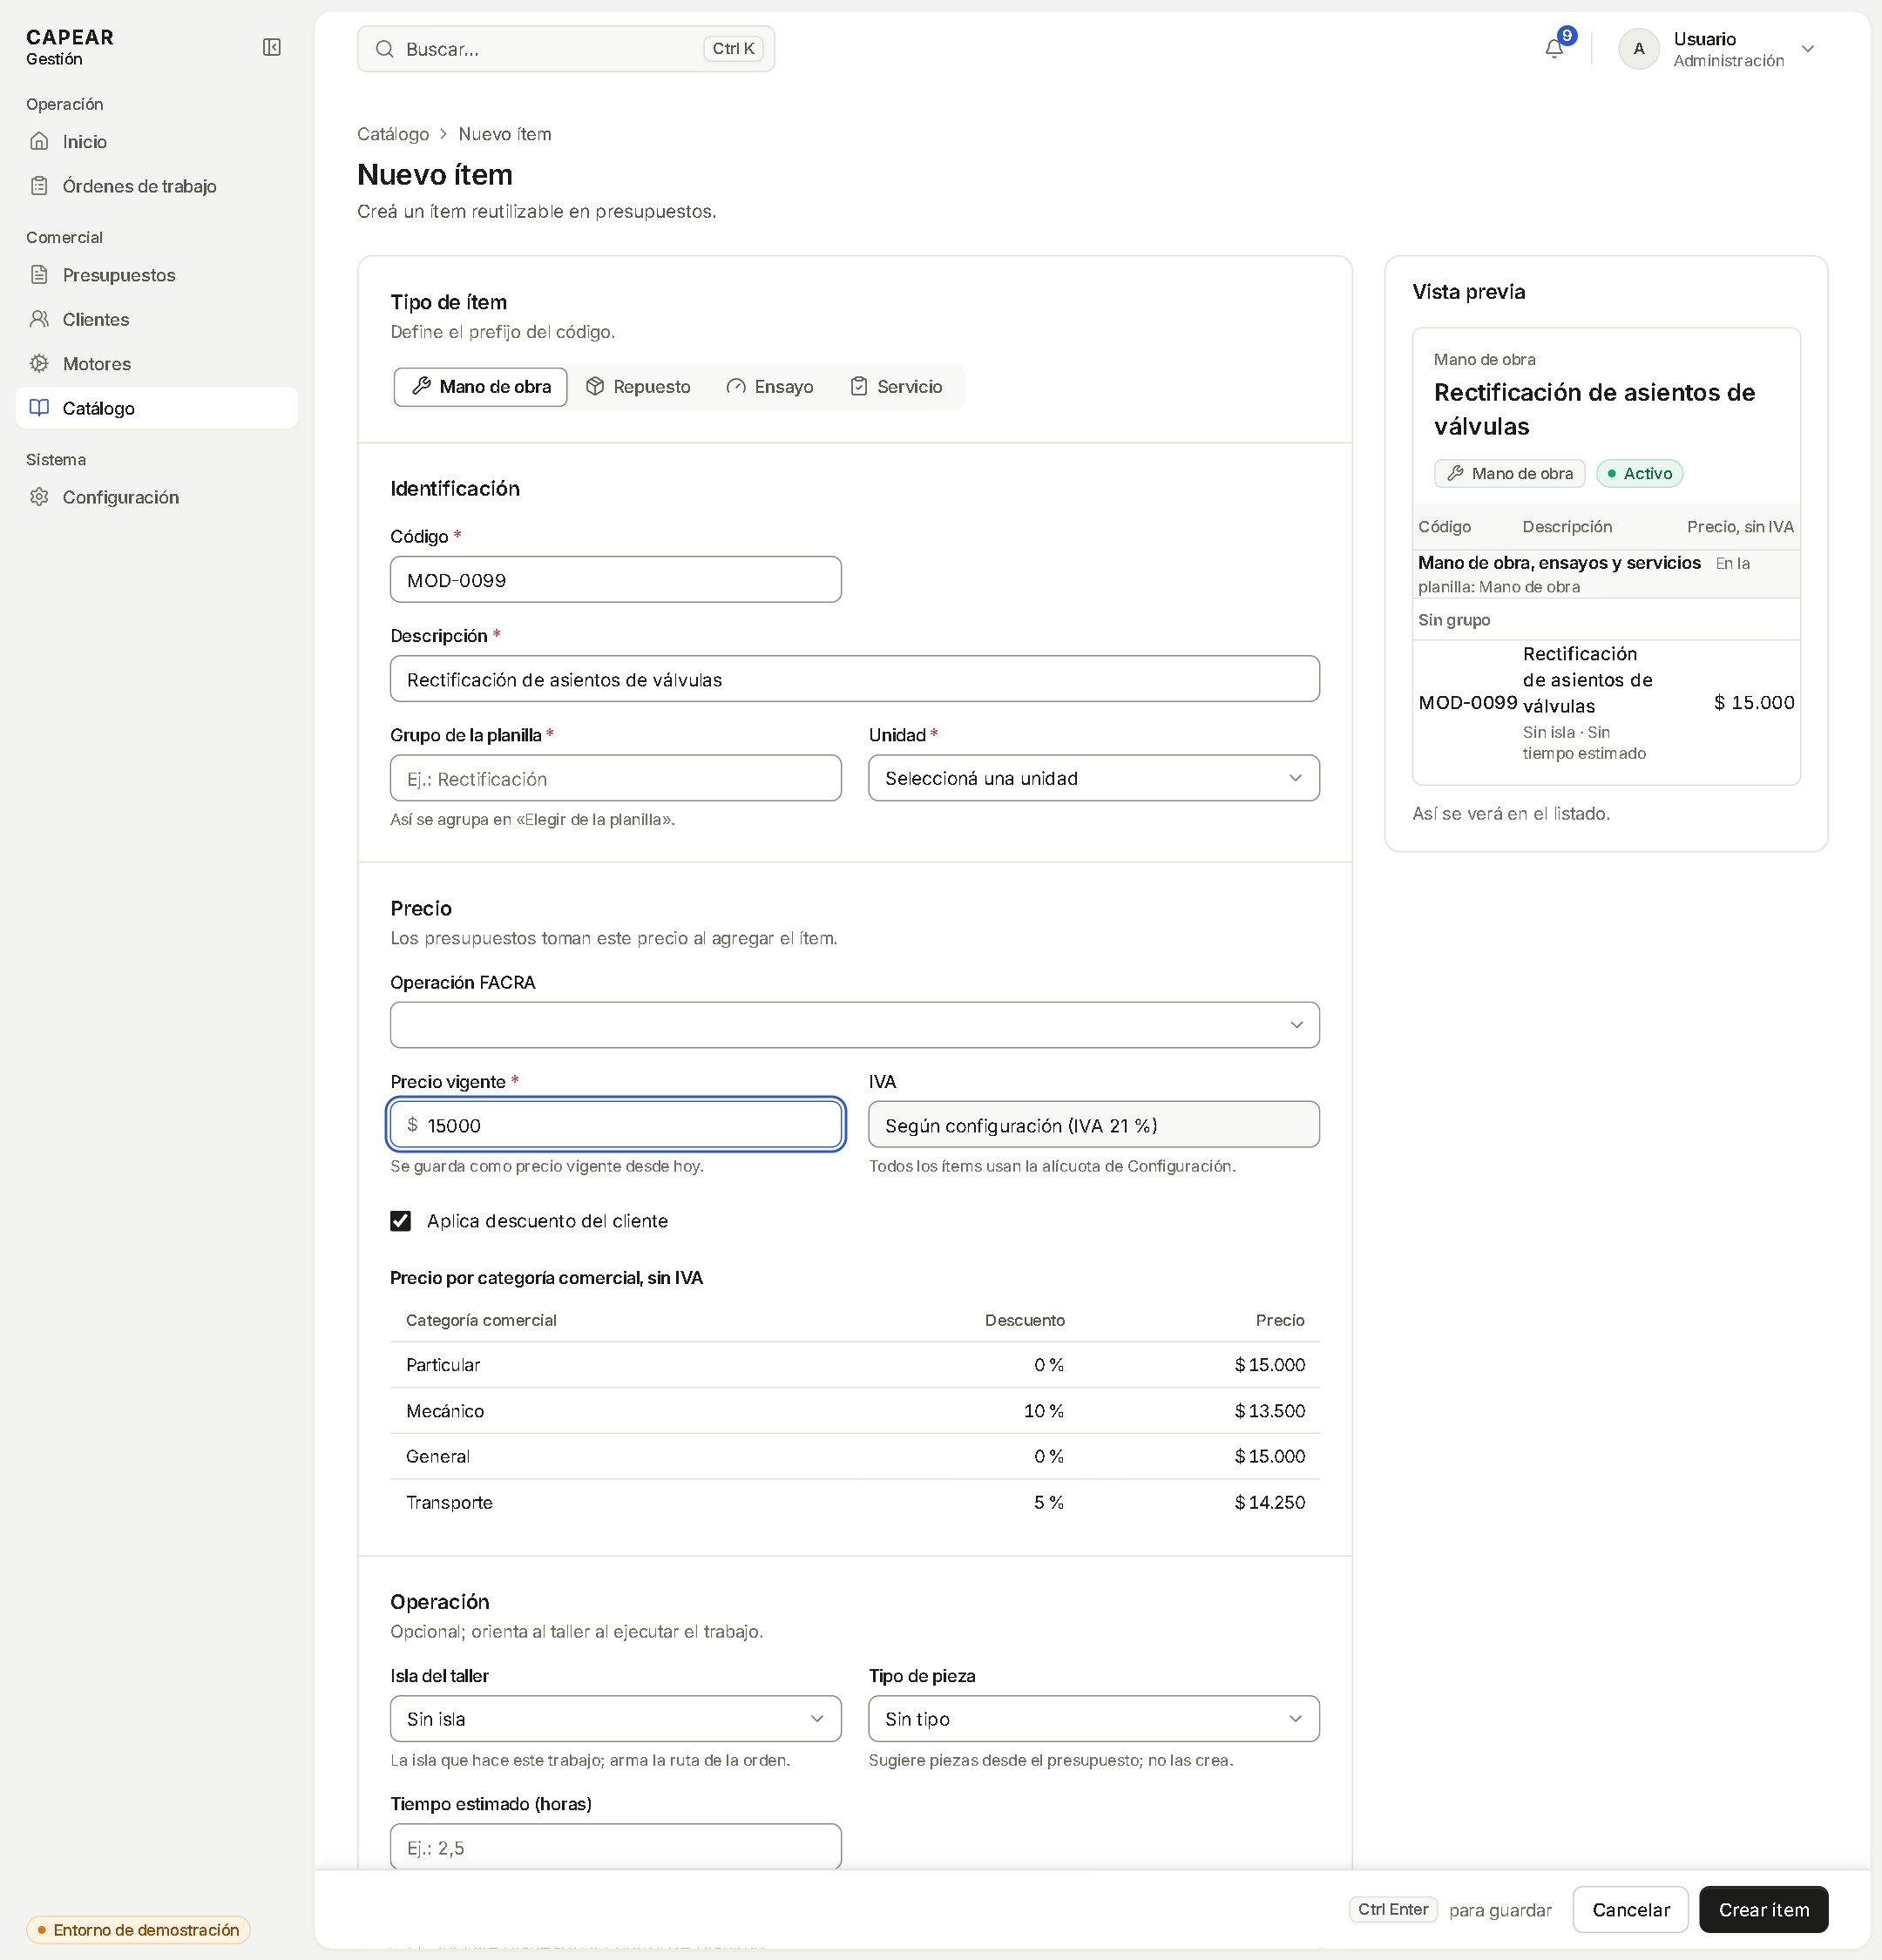 CAPEAR
Gestión
Operación
Inicio
Órdenes de trabajo
Comercial
Presupuestos
Clientes
Motores
Catálogo
Sistema
Configuración
Entorno de demostración
Buscar...
Ctrl K
9
A
Usuario
Administración
Catálogo > Nuevo ítem
Nuevo ítem
Creá un ítem reutilizable en presupuestos.
Tipo de ítem
Define el prefijo del código.
Mano de obra
Repuesto
Ensayo
Servicio
Identificación
Código *
MOD-0099
Descripción *
Rectificación de asientos de válvulas
Grupo de la planilla *
Ej.: Rectificación
Así se agrupa en «Elegir de la planilla».
Unidad *
Seleccioná una unidad
Precio
Los presupuestos toman este precio al agregar el ítem.
Operación FACRA
Precio vigente *
$ 15000
Se guarda como precio vigente desde hoy.
IVA
Según configuración (IVA 21 %)
Todos los ítems usan la alícuota de Configuración.
Aplica descuento del cliente
Precio por categoría comercial, sin IVA
Categoría comercial Descuento Precio
Particular 0 % $ 15.000
Mecánico 10 % $ 13.500
General 0 % $ 15.000
Transporte 5 % $ 14.250
Operación
Opcional; orienta al taller al ejecutar el trabajo.
Isla del taller
Sin isla
La isla que hace este trabajo; arma la ruta de la orden.
Tipo de pieza
Sin tipo
Sugiere piezas desde el presupuesto; no las crea.
Tiempo estimado (horas)
Ej.: 2,5
Vista previa
Mano de obra
Rectificación de asientos de
válvulas
Mano de obra
Activo
Código Descripción Precio, sin IVA
Mano de obra, ensayos y servicios En la
planilla: Mano de obra
Sin grupo
MOD-0099
Rectificación
de asientos de
válvulas
Sin isla · Sin
tiempo estimado
$ 15.000
Así se verá en el listado.
Ctrl Enter para guardar
Cancelar
Crear ítem